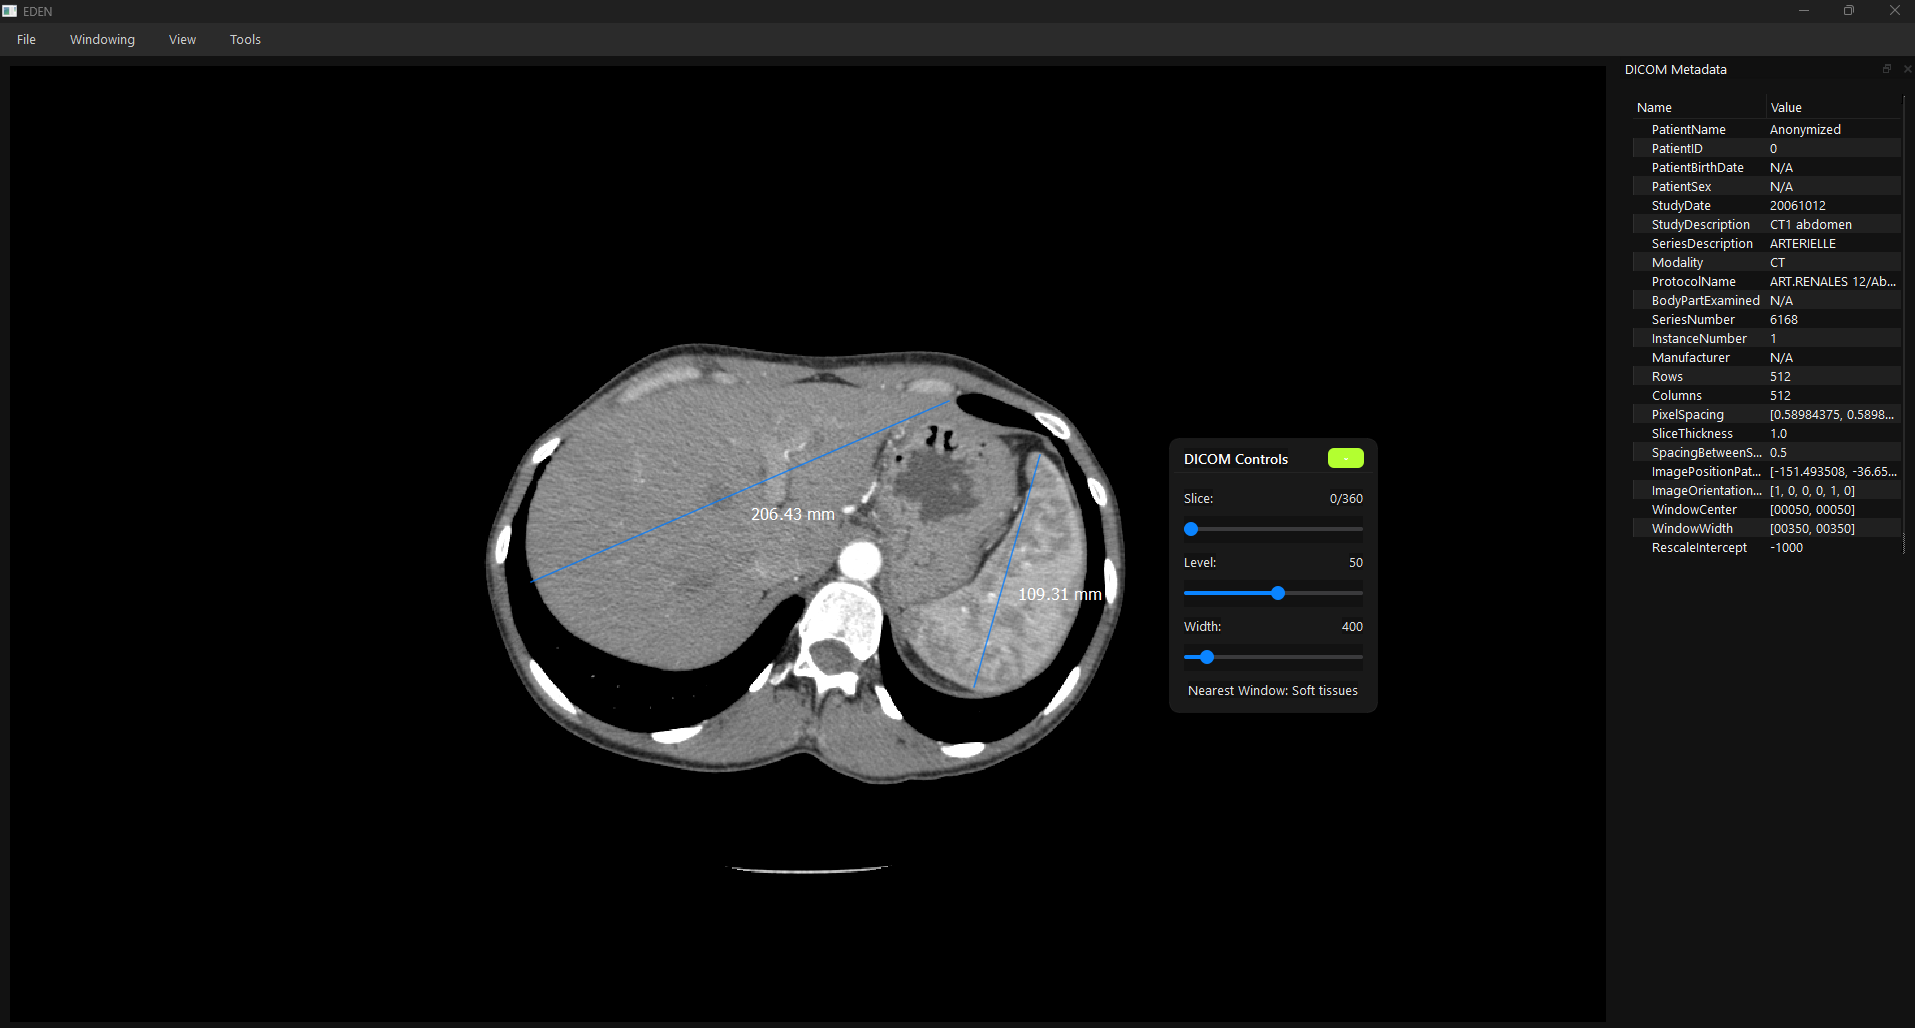 EDEN
File Windowing View Tools
DICOM Metadata
Name Value
PatientName Anonymized
PatientID 0
PatientBirthDate N/A
PatientSex N/A
StudyDate 20061012
StudyDescription CT1 abdomen
SeriesDescription ARTERIELLE
Modality CT
ProtocolName ART.RENALES 12/Ab...
BodyPartExamined N/A
SeriesNumber 6168
InstanceNumber 1
Manufacturer N/A
Rows 512
Columns 512
PixelSpacing [0.58984375, 0.5898...
SliceThickness 1.0
SpacingBetweenS... 0.5
ImagePositionPat... [-151.493508, -36.65...
ImageOrientation... [1, 0, 0, 0, 1, 0]
WindowCenter [00050, 00050]
WindowWidth [00350, 00350]
RescaleIntercept -1000
206.43 mm
109.31 mm
DICOM Controls -
Slice: 0/360
Level: 50
Width: 400
Nearest Window: Soft tissues